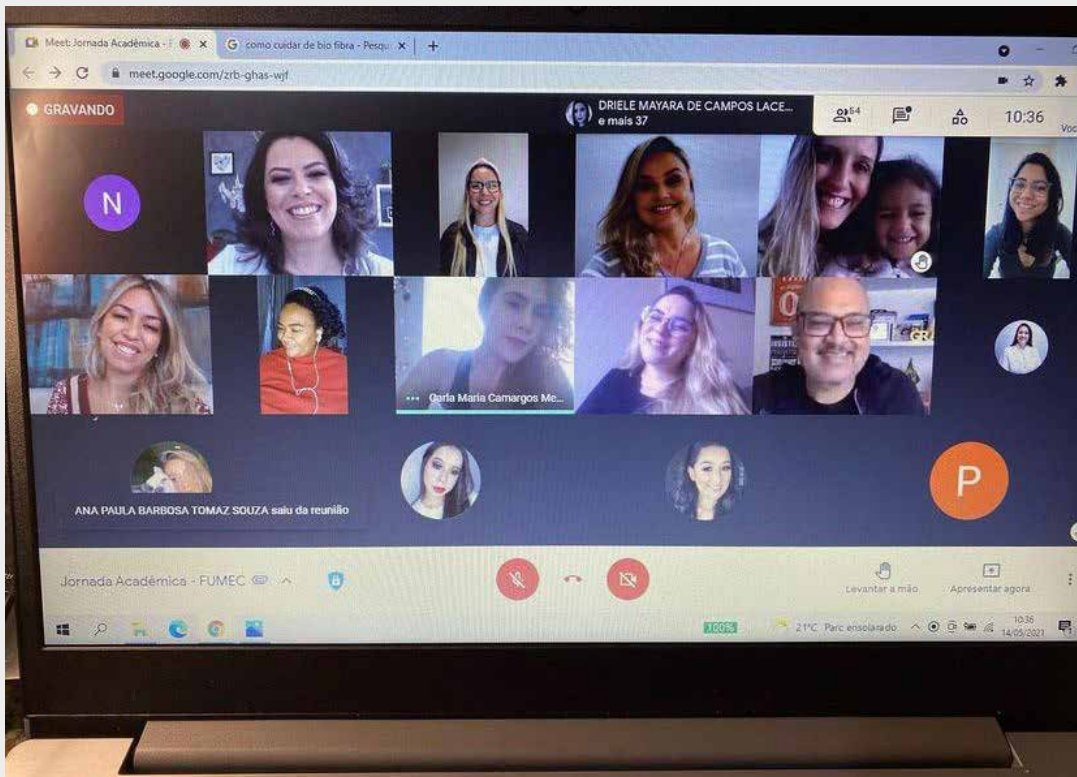 Meet: Jornada Acadêmica - F
como cuidar de bio fibra - Pesqu
meet.google.com/zrb-ghas-wjf
GRAVANDO
DRIELE MAYARA DE CAMPOS LACE...
e mais 37
64
10:36
Voc
N
Carla Maria Camargos Me...
P
ANA PAULA BARBOSA TOMAZ SOUZA saiu da reunião
Jornada Acadêmica - FUMEC
Levantar a mão
Apresentar agora
100%
21°C Parc ensolarado
10:36
14/05/2021